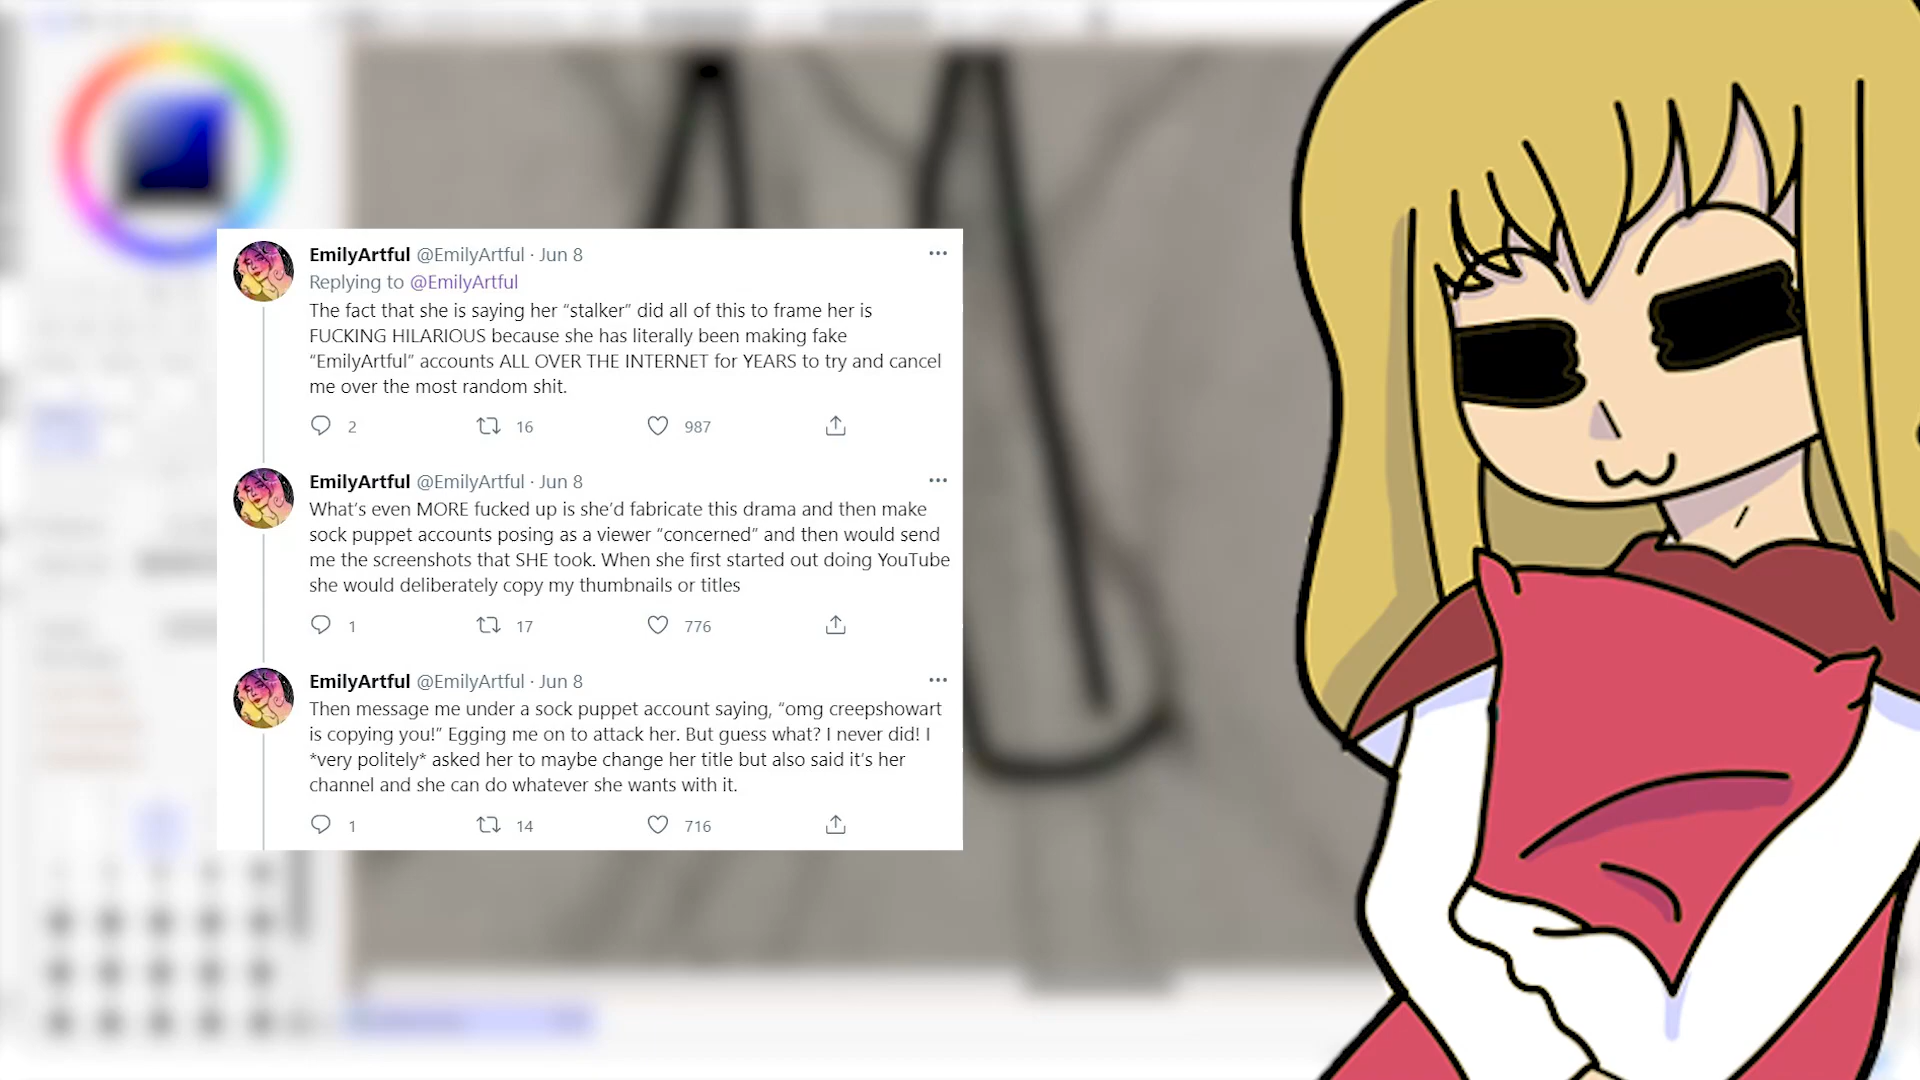 EmilyArtful @EmilyArtful · Jun 8
Replying to @EmilyArtful
The fact that she is saying her “stalker” did all of this to frame her is
FUCKING HILARIOUS because she has literally been making fake
“EmilyArtful” accounts ALL OVER THE INTERNET for YEARS to try and cancel
me over the most random shit.
2 16 987
EmilyArtful @EmilyArtful · Jun 8
What’s even MORE fucked up is she’d fabricate this drama and then make
sock puppet accounts posing as a viewer “concerned” and then would send
me the screenshots that SHE took. When she first started out doing YouTube
she would deliberately copy my thumbnails or titles
1 17 776
EmilyArtful @EmilyArtful · Jun 8
Then message me under a sock puppet account saying, “omg creepshowart
is copying you!” Egging me on to attack her. But guess what? I never did! I
*very politely* asked her to maybe change her title but also said it’s her
channel and she can do whatever she wants with it.
1 14 716